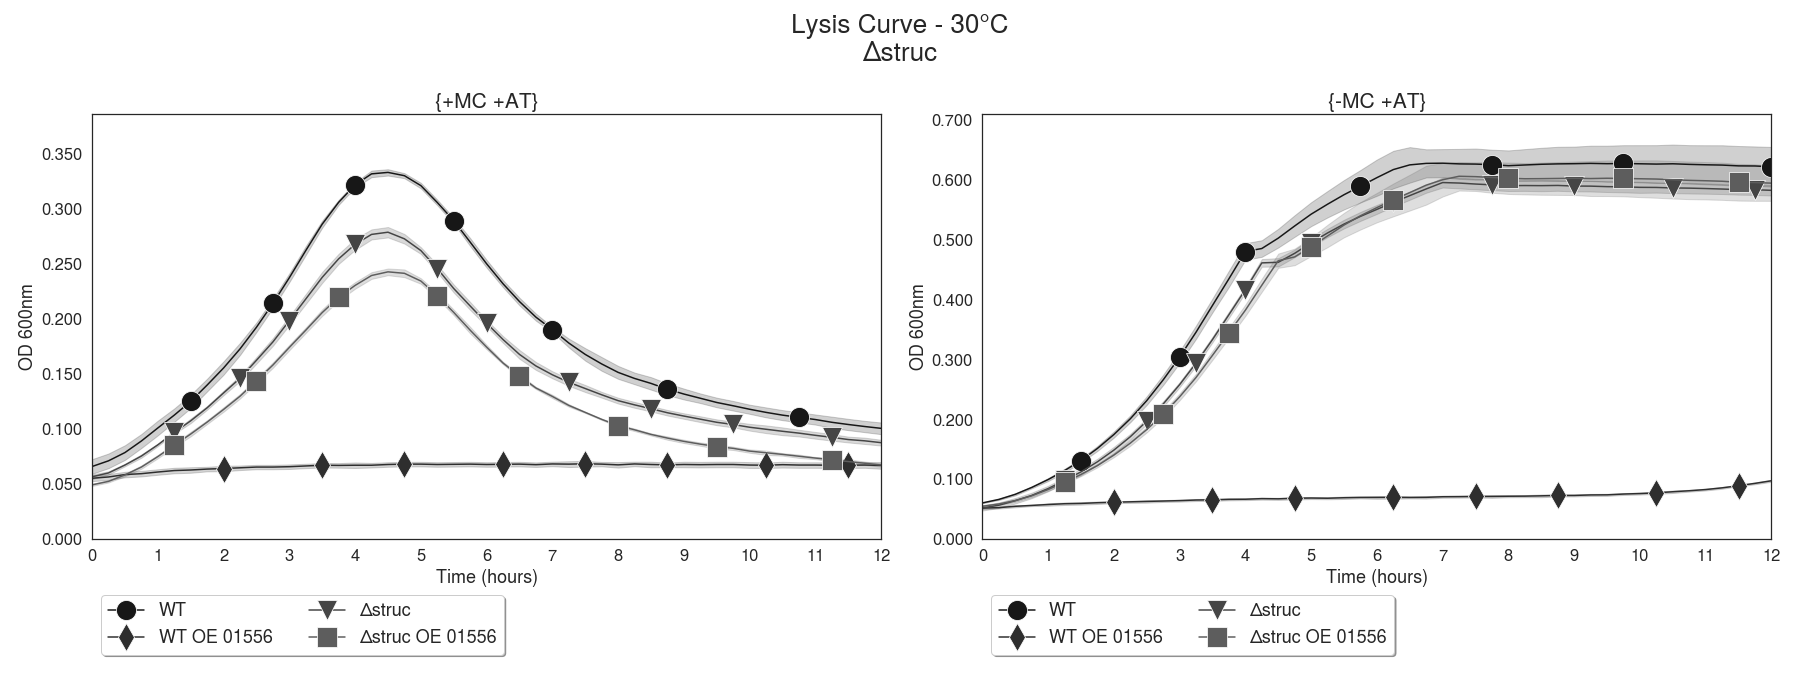 Lysis Curve - 30°C
Δstruc
{+MC +AT}
OD 600nm
0.350
0.300
0.250
0.200
0.150
0.100
0.050
0.000
0 1 2 3 4 5 6 7 8 9 10 11 12
Time (hours)
WT
Δstruc
WT OE 01556
Δstruc OE 01556
{-MC +AT}
OD 600nm
0.700
0.600
0.500
0.400
0.300
0.200
0.100
0.000
0 1 2 3 4 5 6 7 8 9 10 11 12
Time (hours)
WT
Δstruc
WT OE 01556
Δstruc OE 01556